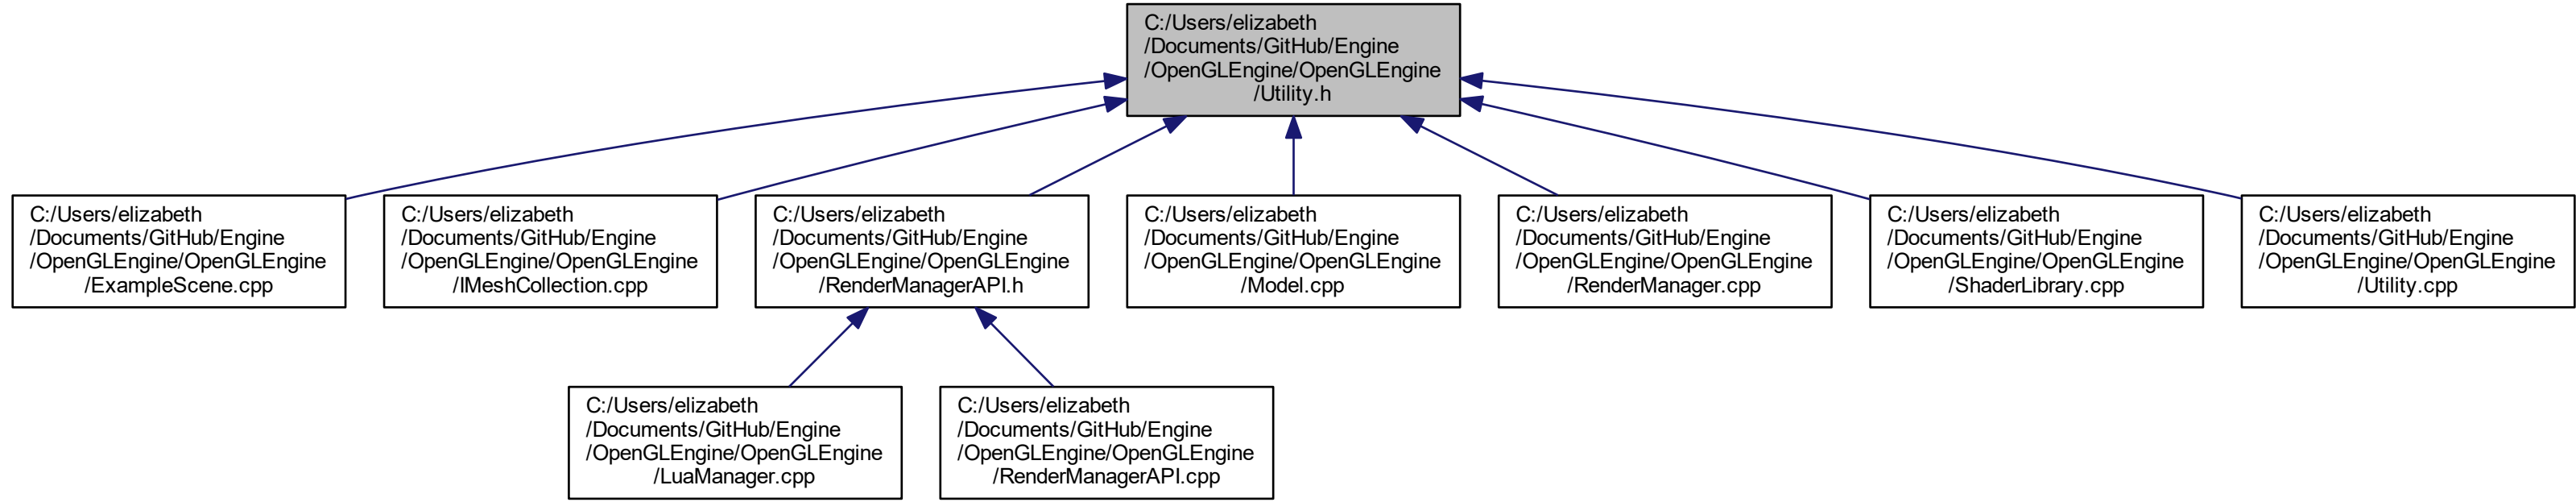 C:/Users/elizabeth
/Documents/GitHub/Engine
/OpenGLEngine/OpenGLEngine
/Utility.h
C:/Users/elizabeth
/Documents/GitHub/Engine
/OpenGLEngine/OpenGLEngine
/ExampleScene.cpp
C:/Users/elizabeth
/Documents/GitHub/Engine
/OpenGLEngine/OpenGLEngine
/IMeshCollection.cpp
C:/Users/elizabeth
/Documents/GitHub/Engine
/OpenGLEngine/OpenGLEngine
/RenderManagerAPI.h
C:/Users/elizabeth
/Documents/GitHub/Engine
/OpenGLEngine/OpenGLEngine
/Model.cpp
C:/Users/elizabeth
/Documents/GitHub/Engine
/OpenGLEngine/OpenGLEngine
/RenderManager.cpp
C:/Users/elizabeth
/Documents/GitHub/Engine
/OpenGLEngine/OpenGLEngine
/ShaderLibrary.cpp
C:/Users/elizabeth
/Documents/GitHub/Engine
/OpenGLEngine/OpenGLEngine
/Utility.cpp
C:/Users/elizabeth
/Documents/GitHub/Engine
/OpenGLEngine/OpenGLEngine
/LuaManager.cpp
C:/Users/elizabeth
/Documents/GitHub/Engine
/OpenGLEngine/OpenGLEngine
/RenderManagerAPI.cpp